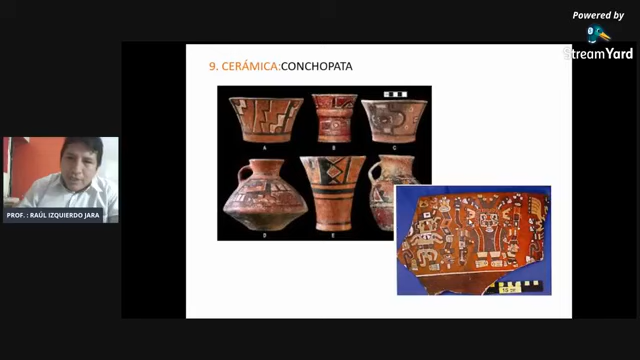 Powered by
StreamYard
9. CERÁMICA:CONCHOPATA
A
B
C
D
E
PROF. : RAÚL IZQUIERDO JARA